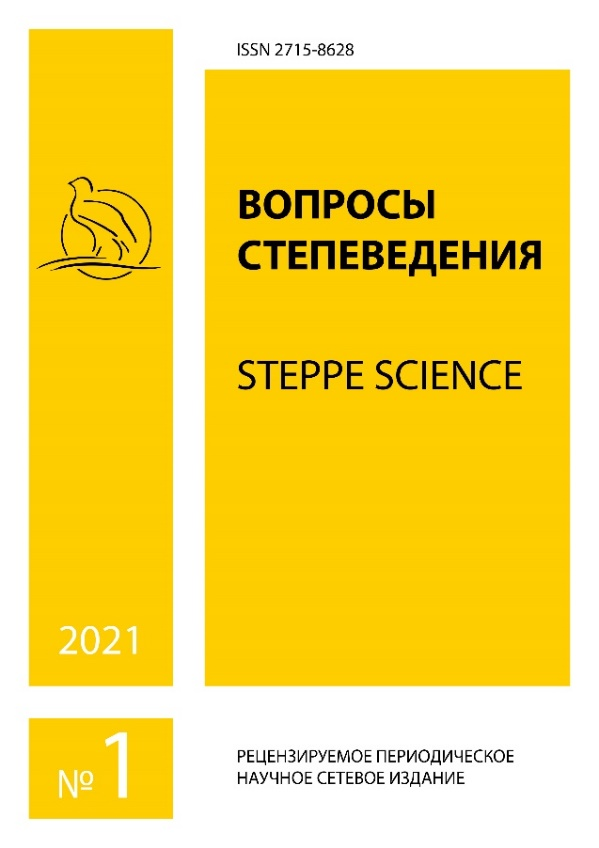 ISSN 2715-8628
ВОПРОСЫ
СТЕПЕВЕДЕНИЯ
STEPPE SCIENCE
2021
№ 1
РЕЦЕНЗИРУЕМОЕ ПЕРИОДИЧЕСКОЕ
НАУЧНОЕ СЕТЕВОЕ ИЗДАНИЕ